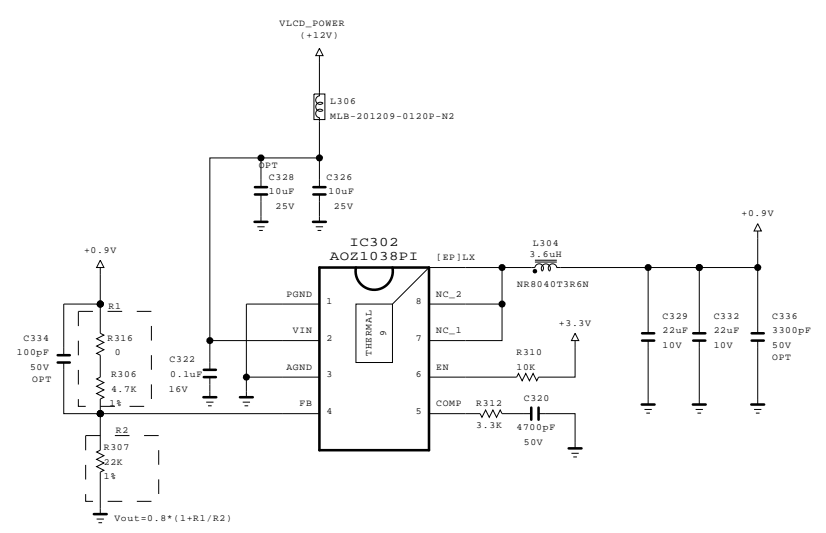 VLCD_POWER
(+12V)
L306
MLB-201209-0120P-N2
OPT
C328
10uF
25V
C326
10uF
25V
+0.9V
IC302
AOZ1038PI
[EP]LX
L304
3.6uH
NR8040T3R6N
+0.9V
R1
C334
100pF
50V
OPT
R316
0
R306
4.7K
1%
R2
R307
22K
1%
Vout=0.8*(1+R1/R2)
C322
0.1uF
16V
PGND
1
VIN
2
AGND
3
FB
4
THERMAL
9
8
NC_2
7
NC_1
6
EN
5
COMP
R310
10K
+3.3V
R312
3.3K
C320
4700pF
50V
C329
22uF
10V
C332
22uF
10V
C336
3300pF
50V
OPT